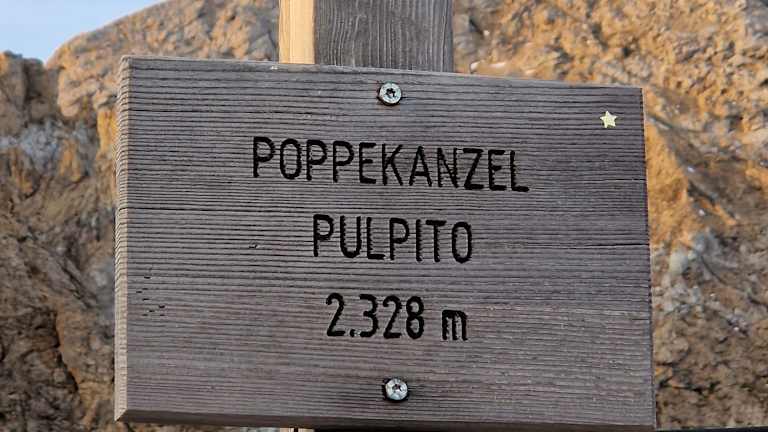 POPPEKANZEL
PULPITO
2.328 m